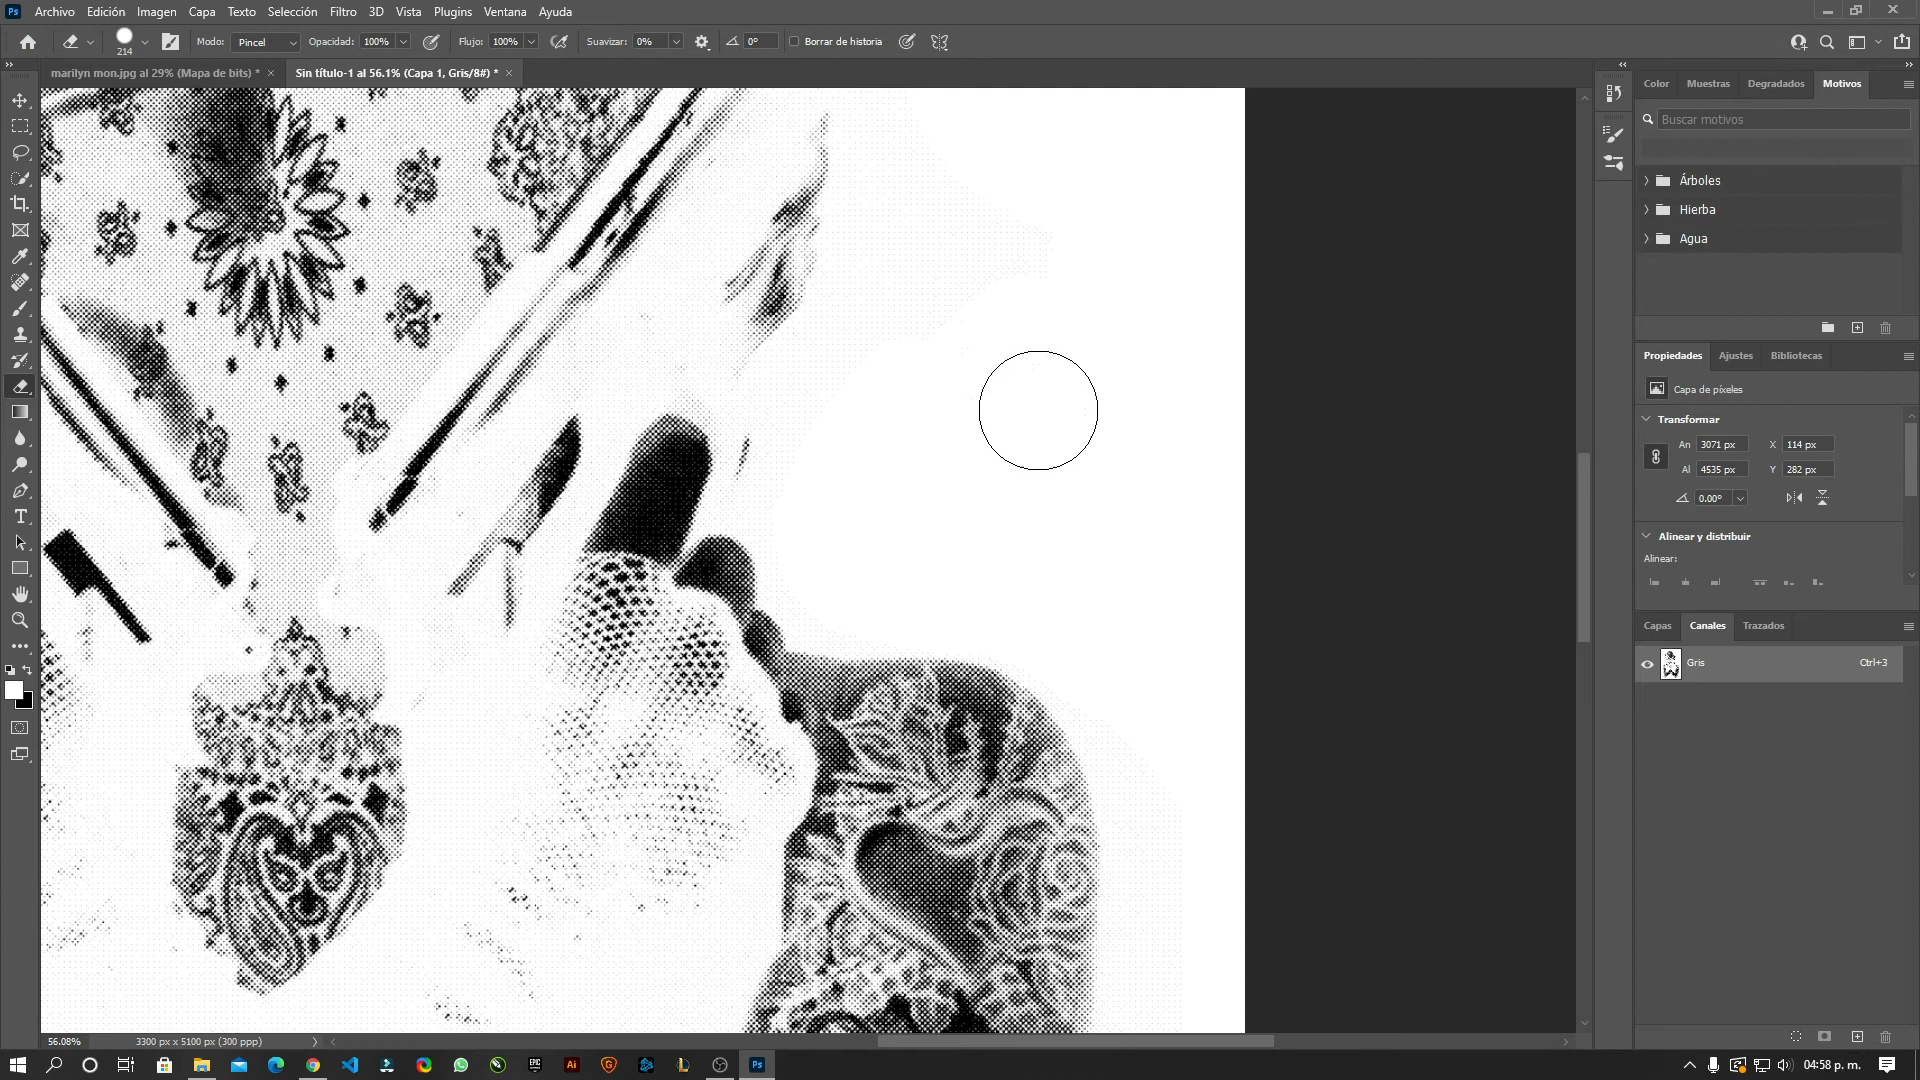 Ps Archivo Edición Imagen Capa Texto Selección Filtro 3D Vista Plugins Ventana Ayuda
214 Modo: Pincel Opacidad: 100% Flujo: 100% Suavizar: 0% 0° Borrar de historia
marilyn mon.jpg al 29% (Mapa de bits) * Sin título-1 al 56.1% (Capa 1, Gris/8#) *
Color Muestras Degradados Motivos
Buscar motivos
Árboles
Hierba
Agua
Propiedades Ajustes Bibliotecas
Capa de píxeles
Transformar
An 3071 px X 114 px
Al 4535 px Y 282 px
0.00°
Alinear y distribuir
Alinear:
Capas Canales Trazados
Gris Ctrl+3
56.08% 3300 px x 5100 px (300 ppp)
EPIC Ai Ps 04:58 p. m.